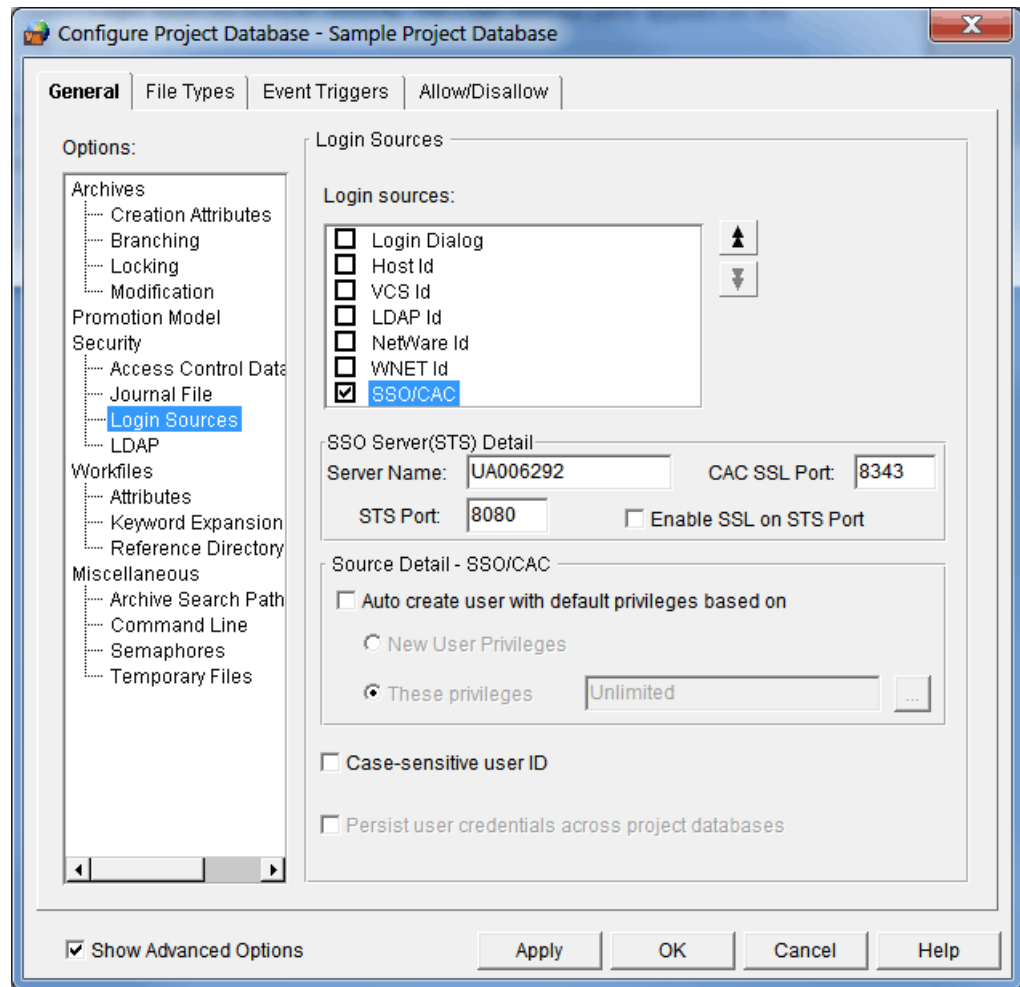 Configure Project Database - Sample Project Database
General File Types Event Triggers Allow/Disallow
Options:
Archives
Creation Attributes
Branching
Locking
Modification
Promotion Model
Security
Access Control Data
Journal File
Login Sources
LDAP
Workfiles
Attributes
Keyword Expansion
Reference Directory
Miscellaneous
Archive Search Path
Command Line
Semaphores
Temporary Files
Login Sources
Login sources:
Login Dialog
Host Id
VCS Id
LDAP Id
NetWare Id
WNET Id
SSO/CAC
SSO Server(STS) Detail
Server Name: UA006292 CAC SSL Port: 8343
STS Port: 8080 Enable SSL on STS Port
Source Detail - SSO/CAC
Auto create user with default privileges based on
New User Privileges
These privileges Unlimited ...
Case-sensitive user ID
Persist user credentials across project databases
Show Advanced Options Apply OK Cancel Help